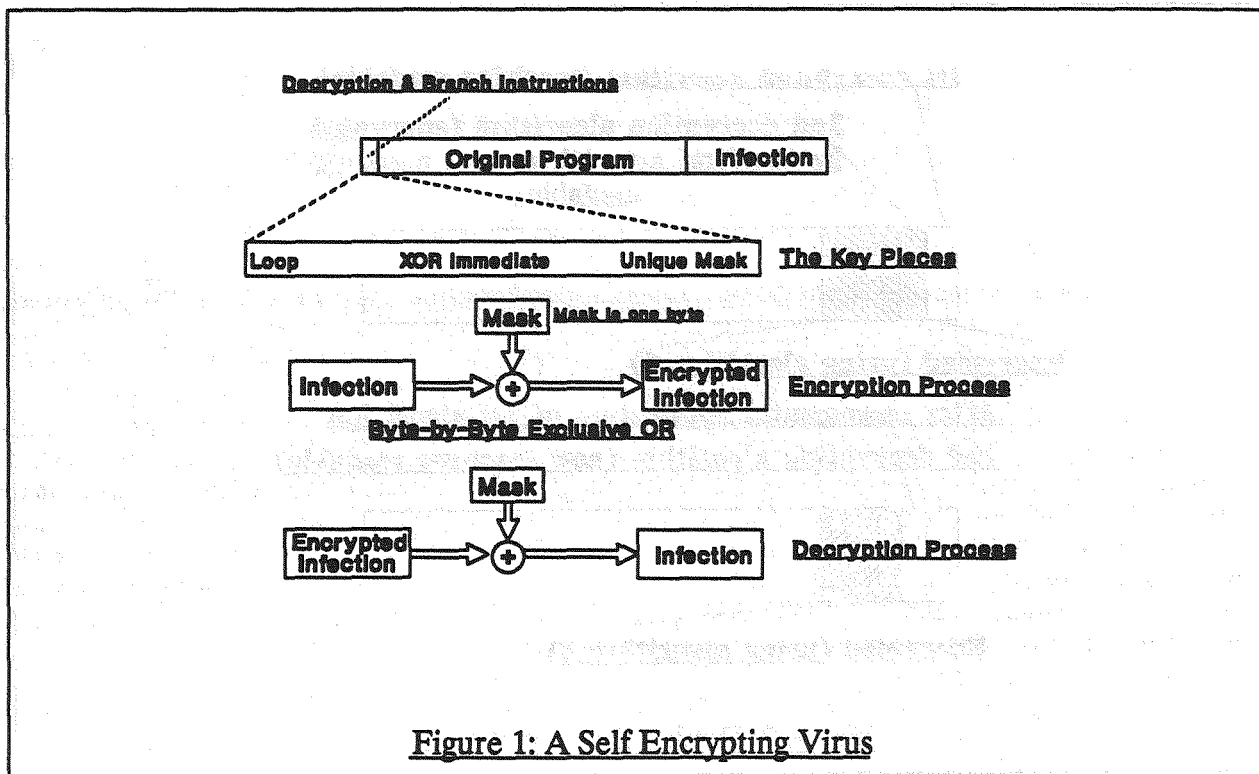 Decryption & Branch Instructions
Original Program
Infection
Loop
XOR Immediate
Unique Mask
The Key Pieces
Mask
Mask is one byte
Infection
+
Encrypted
Infection
Encryption Process
Byte-by-Byte Exclusive OR
Mask
Encrypted
Infection
+
Infection
Decryption Process
Figure 1: A Self Encrypting Virus